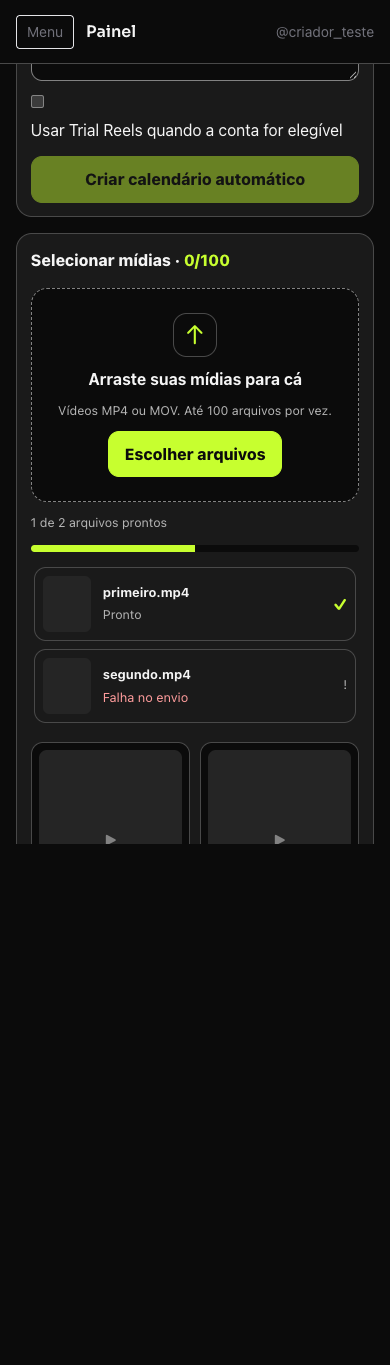 Menu
Painel
@criador_teste
Usar Trial Reels quando a conta for elegível
Criar calendário automático
Selecionar mídias · 0/100
Arraste suas mídias para cá
Vídeos MP4 ou MOV. Até 100 arquivos por vez.
Escolher arquivos
1 de 2 arquivos prontos
primeiro.mp4
Pronto
segundo.mp4
Falha no envio
!